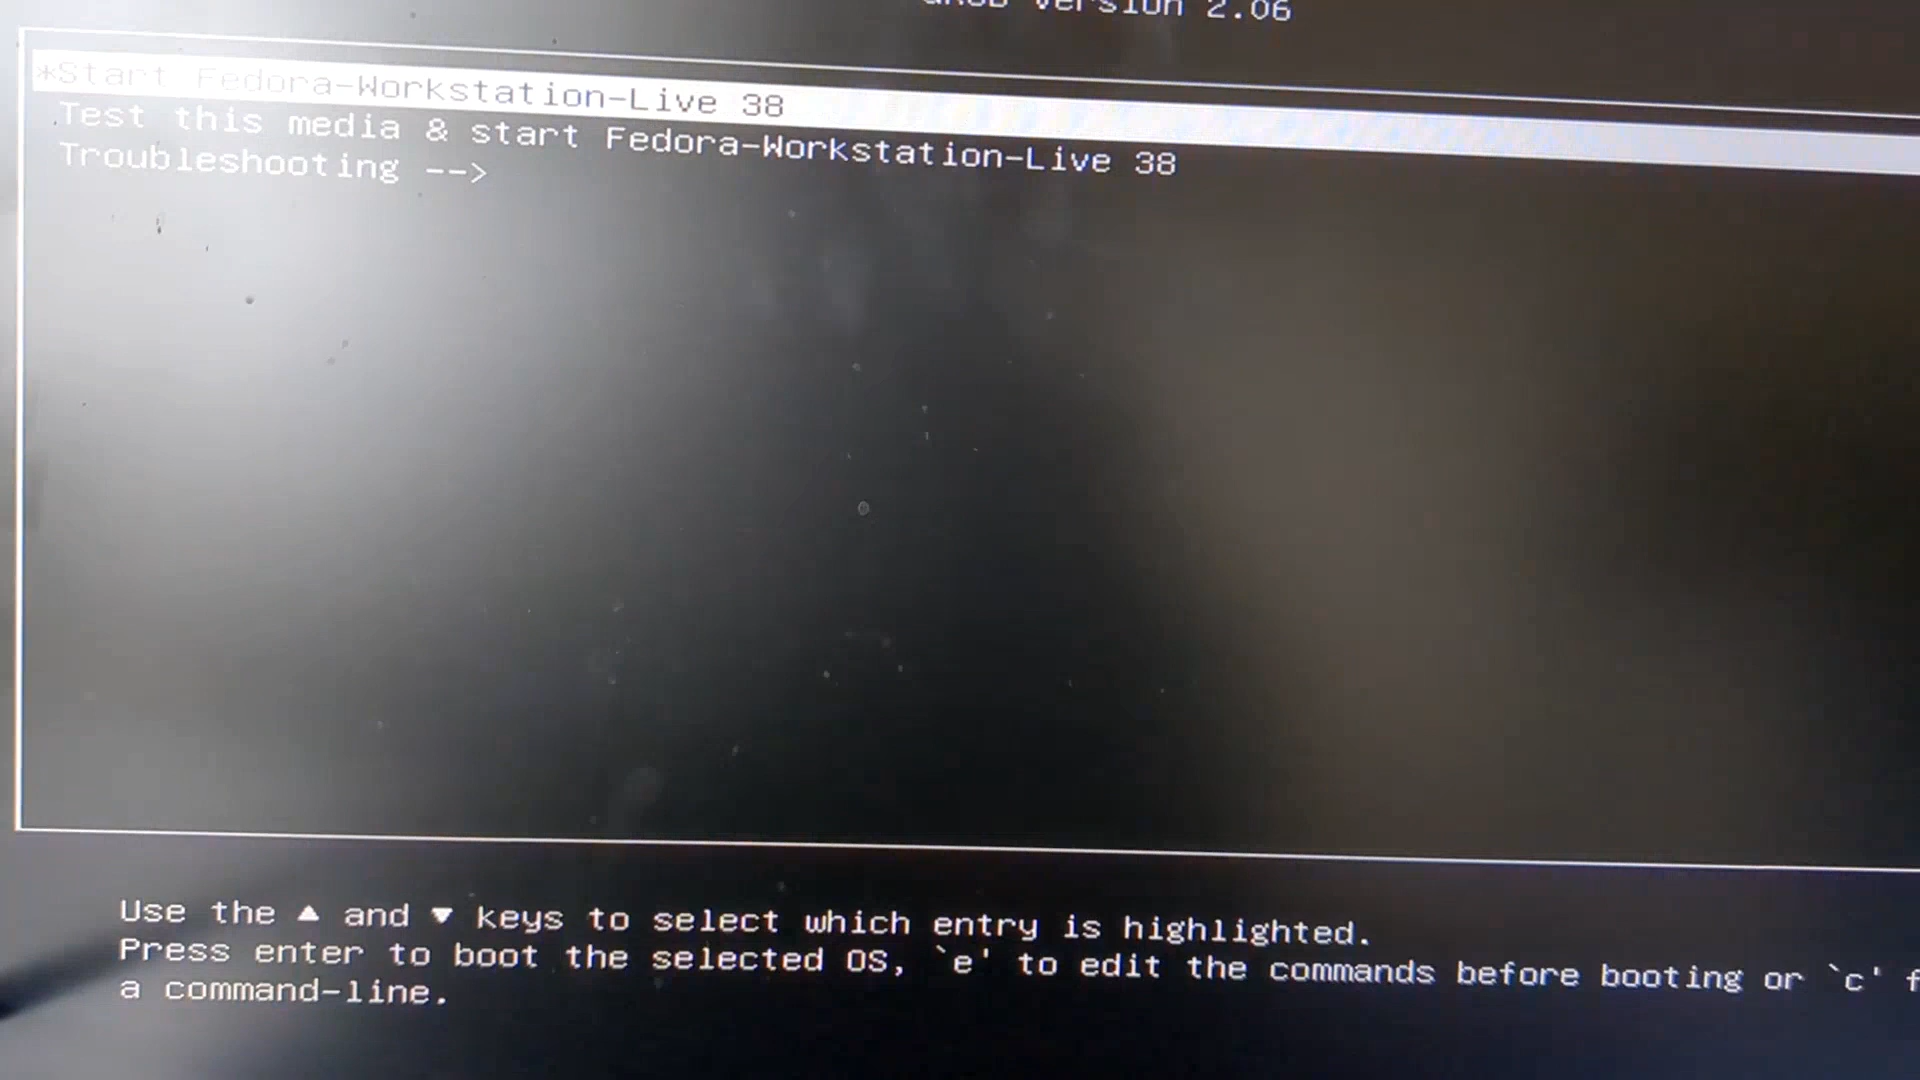 GRUB version 2.06
*Start Fedora-Workstation-Live 38
Test this media & start Fedora-Workstation-Live 38
Troubleshooting -->
Use the ▲ and ▼ keys to select which entry is highlighted.
Press enter to boot the selected OS, `e' to edit the commands before booting or `c'
a command-line.